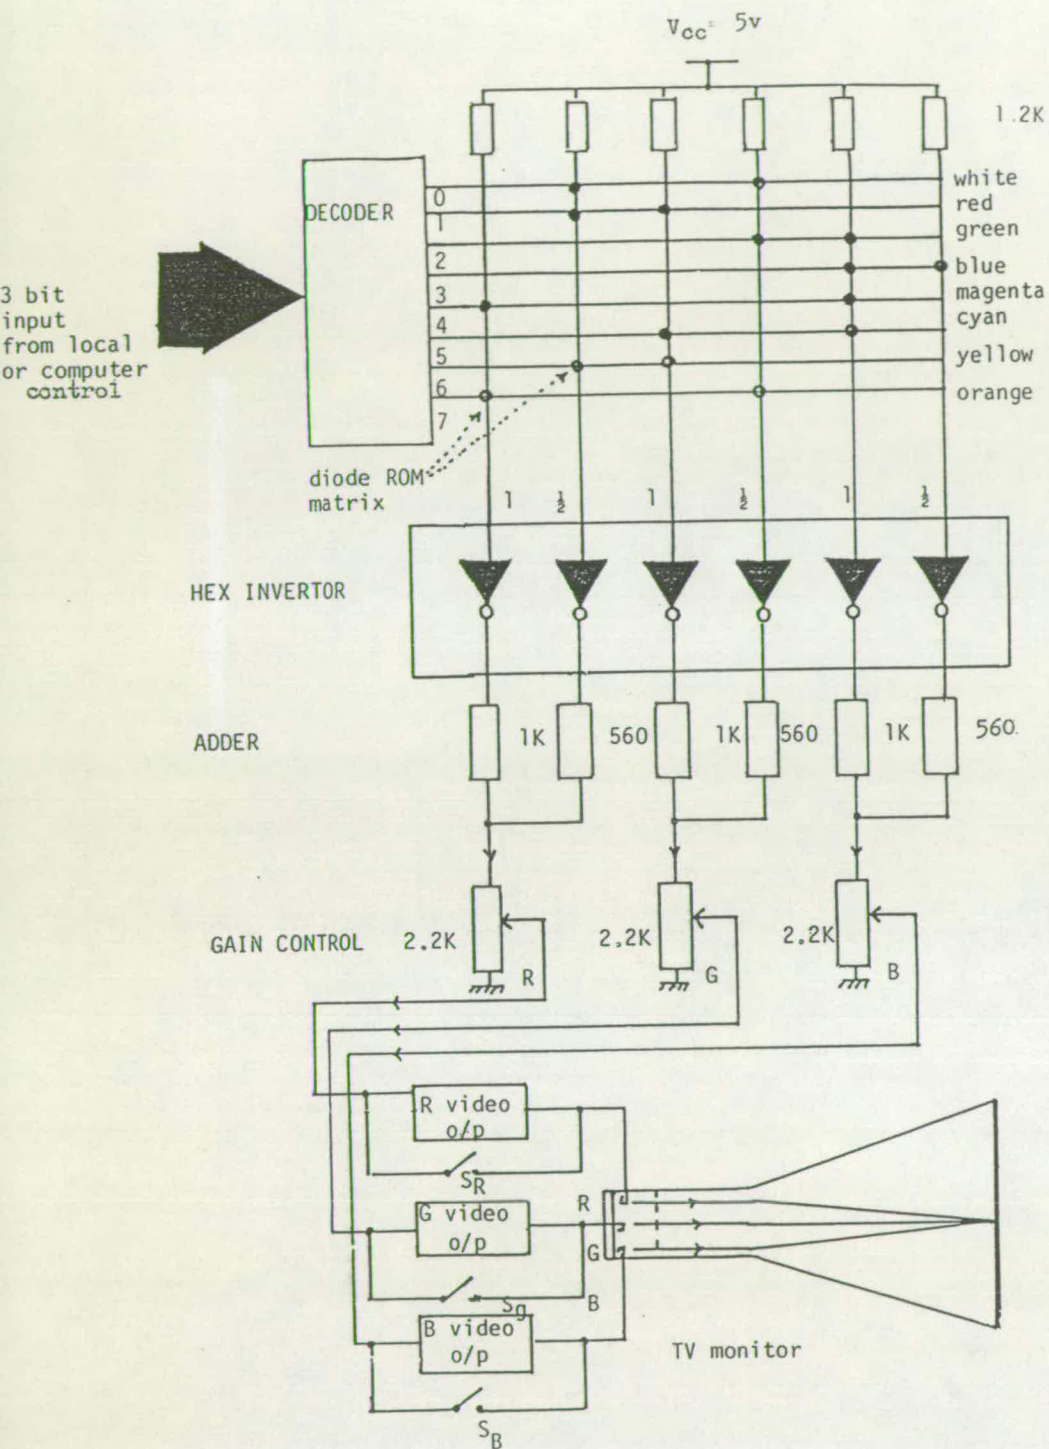 Vcc= 5v
1.2K
DECODER
0
1
2
3
4
5
6
7
white
red
green
blue
magenta
cyan
yellow
orange
3 bit
input
from local
or computer
control
diode ROM
matrix
1 ½ 1 ½ 1 ½
HEX INVERTOR
ADDER
1K 560 1K 560 1K 560.
GAIN CONTROL 2.2K 2.2K 2.2K
R G B
R video
o/p
SR
G video
o/p
Sg
B video
o/p
SB
R
G
B
TV monitor